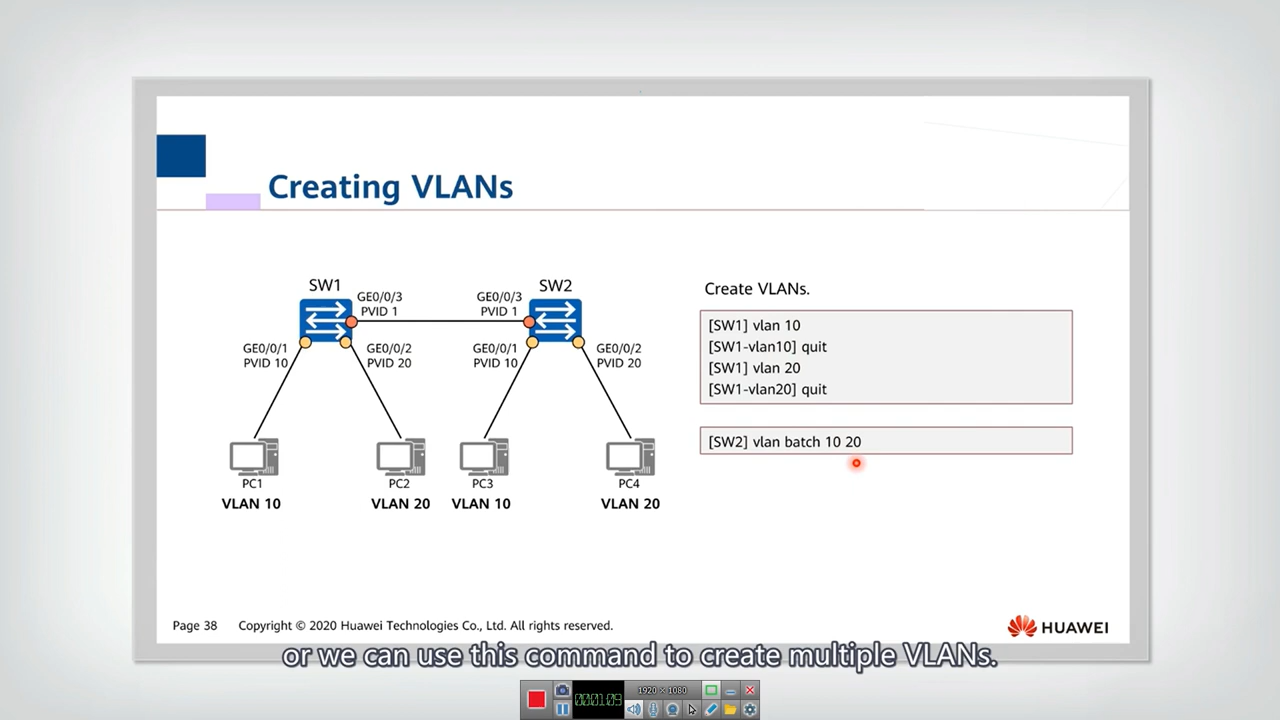 Creating VLANs
SW1
SW2
GE0/0/3
PVID 1
GE0/0/3
PVID 1
GE0/0/1
PVID 10
GE0/0/2
PVID 20
GE0/0/1
PVID 10
GE0/0/2
PVID 20
PC1
PC2
PC3
PC4
VLAN 10
VLAN 20
VLAN 10
VLAN 20
Create VLANs.
[SW1] vlan 10
[SW1-vlan10] quit
[SW1] vlan 20
[SW1-vlan20] quit
[SW2] vlan batch 10 20
Page 38
Copyright © 2020 Huawei Technologies Co., Ltd. All rights reserved.
HUAWEI
or we can use this command to create multiple VLANs.
00:01:09
1920 × 1080